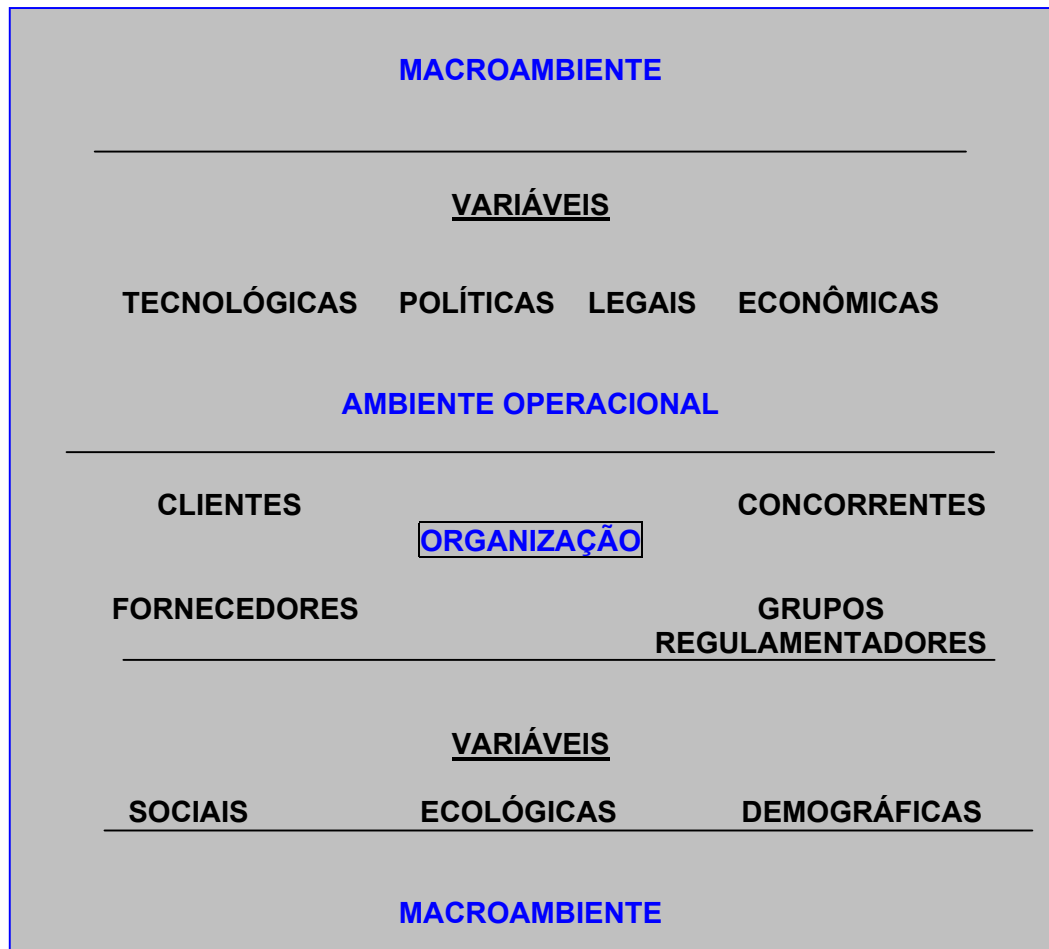 MACROAMBIENTE
VARIÁVEIS
TECNOLÓGICAS POLÍTICAS LEGAIS ECONÔMICAS
AMBIENTE OPERACIONAL
CLIENTES CONCORRENTES
ORGANIZAÇÃO
FORNECEDORES GRUPOS
REGULAMENTADORES
VARIÁVEIS
SOCIAIS ECOLÓGICAS DEMOGRÁFICAS
MACROAMBIENTE